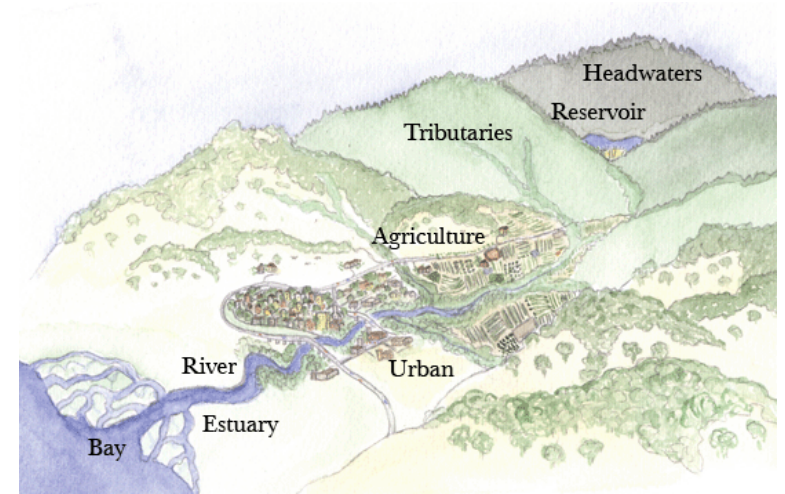 Headwaters
Reservoir
Tributaries
Agriculture
River
Urban
Estuary
Bay